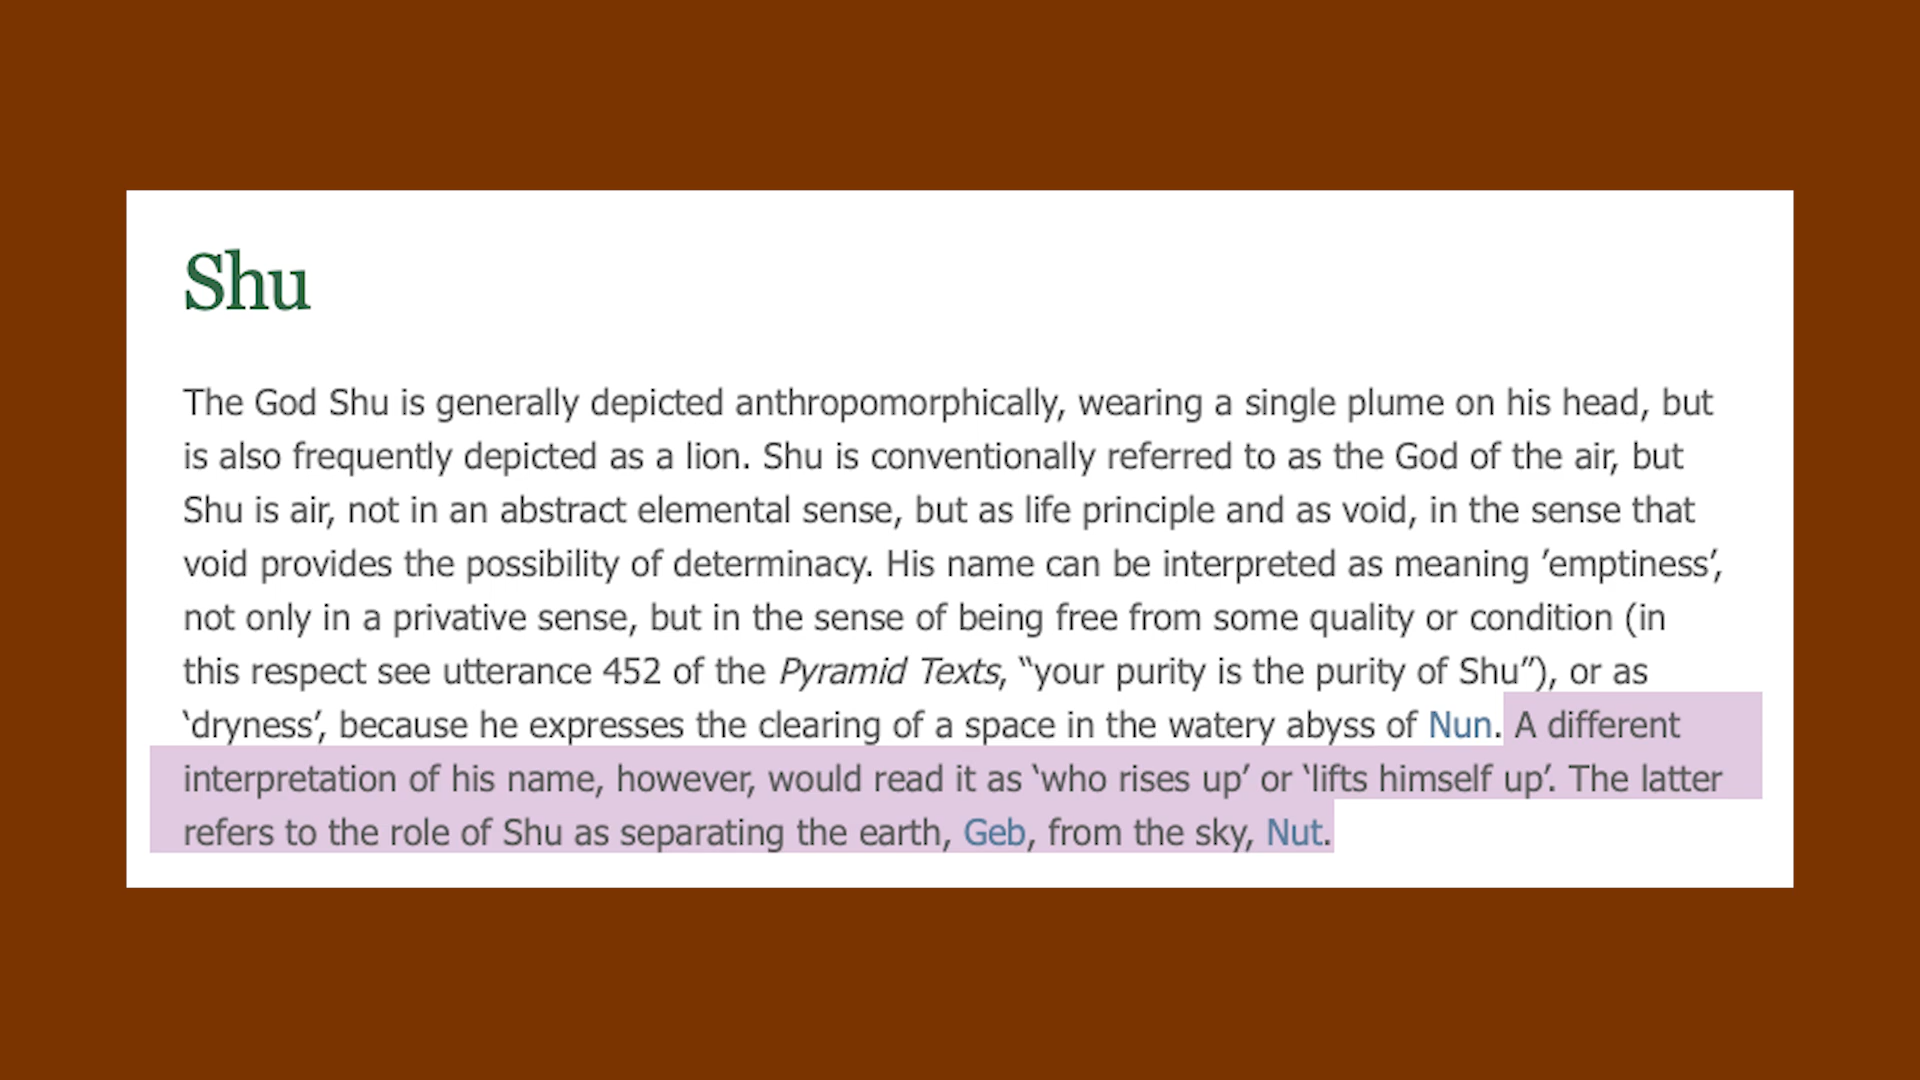 Shu
The God Shu is generally depicted anthropomorphically, wearing a single plume on his head, but
is also frequently depicted as a lion. Shu is conventionally referred to as the God of the air, but
Shu is air, not in an abstract elemental sense, but as life principle and as void, in the sense that
void provides the possibility of determinacy. His name can be interpreted as meaning ’emptiness’,
not only in a privative sense, but in the sense of being free from some quality or condition (in
this respect see utterance 452 of the Pyramid Texts, “your purity is the purity of Shu”), or as
‘dryness’, because he expresses the clearing of a space in the watery abyss of Nun. A different
interpretation of his name, however, would read it as ‘who rises up’ or ‘lifts himself up’. The latter
refers to the role of Shu as separating the earth, Geb, from the sky, Nut.